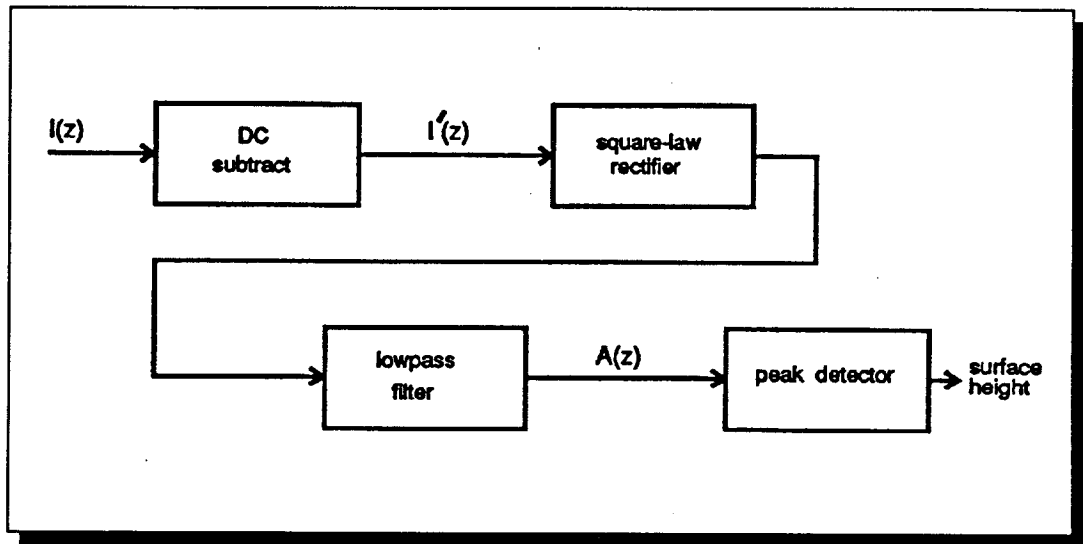 I(z)
DC
subtract
I'(z)
square-law
rectifier
lowpass
filter
A(z)
peak detector
surface
height